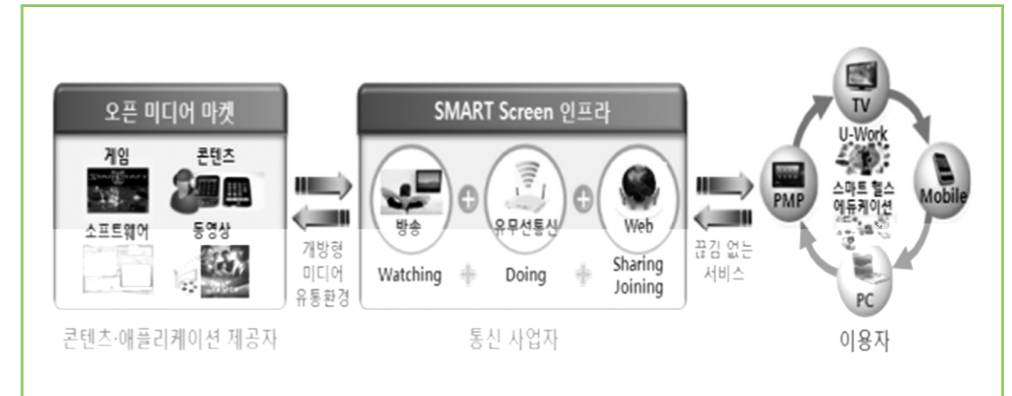 오픈 미디어 마켓
게임 콘텐츠
STARCRAFT
소프트웨어 동영상
콘텐츠·애플리케이션 제공자
개방형
미디어
유통환경
SMART Screen 인프라
방송 + 유무선통신 + Web
Watching + Doing + Sharing
Joining
통신 사업자
끊김 없는
서비스
TV
U-Work
PMP
스마트 헬스
에듀케이션
Mobile
PC
이용자